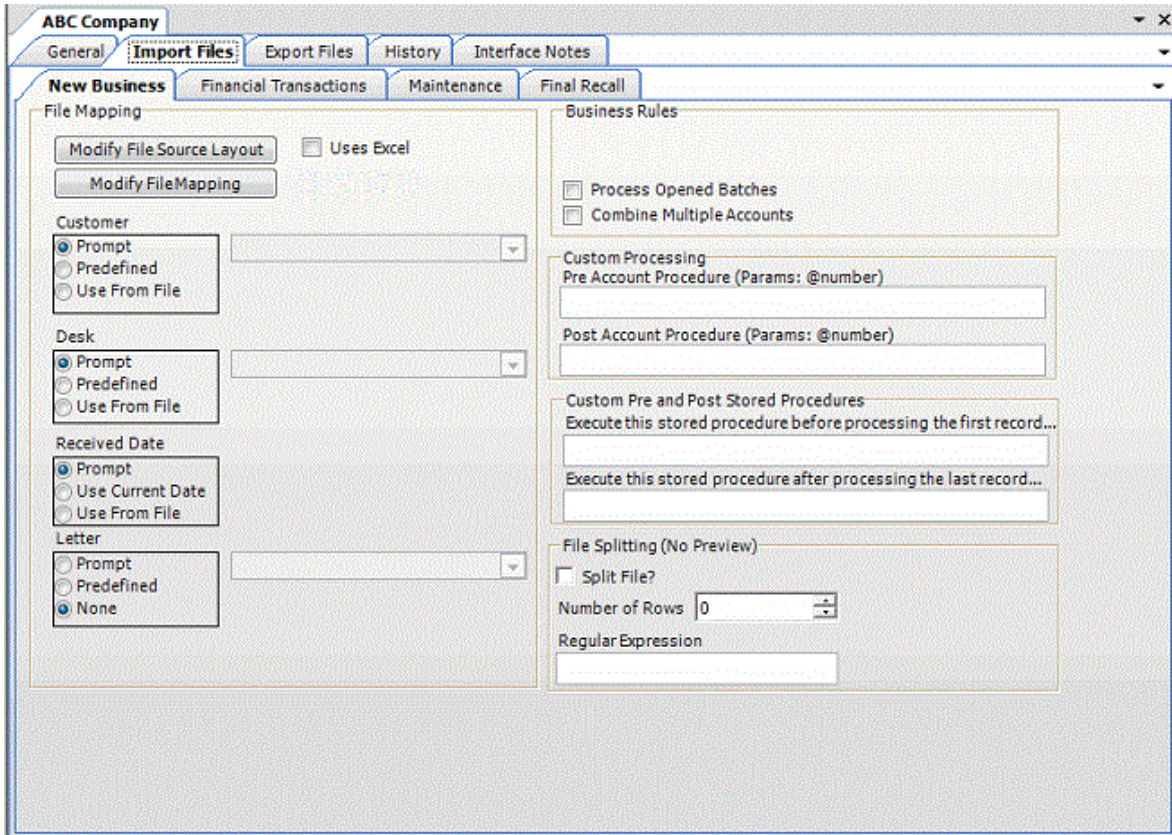 ABC Company
General Import Files Export Files History Interface Notes
New Business Financial Transactions Maintenance Final Recall
File Mapping
Modify File Source Layout Uses Excel
Modify FileMapping
Customer
Prompt
Predefined
Use From File
Desk
Prompt
Predefined
Use From File
Received Date
Prompt
Use Current Date
Use From File
Letter
Prompt
Predefined
None
Business Rules
Process Opened Batches
Combine Multiple Accounts
Custom Processing
Pre Account Procedure (Params: @number)
Post Account Procedure (Params: @number)
Custom Pre and Post Stored Procedures
Execute this stored procedure before processing the first record...
Execute this stored procedure after processing the last record...
File Splitting (No Preview)
Split File?
Number of Rows 0
Regular Expression